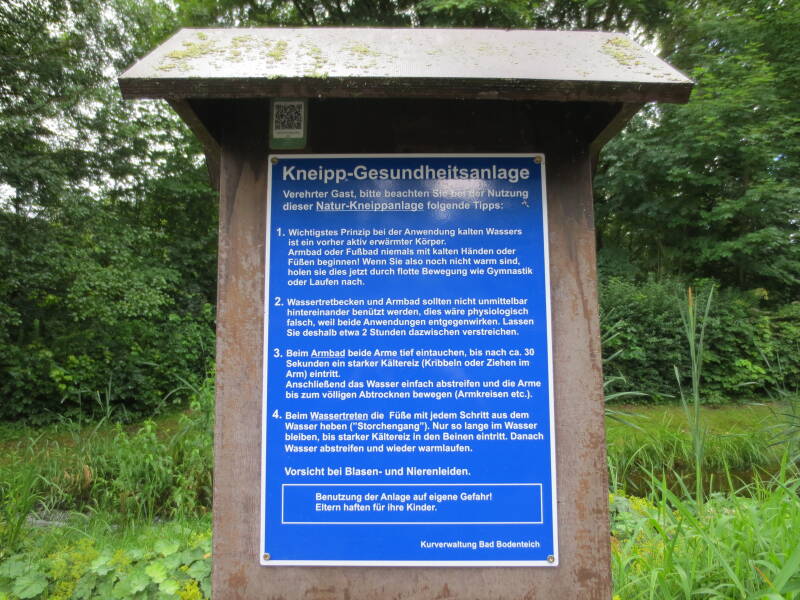 Kneipp-Gesundheitsanlage
Verehrter Gast, bitte beachten Sie bei der Nutzung
dieser Natur-Kneippanlage folgende Tipps:
1. Wichtigstes Prinzip bei der Anwendung kalten Wassers
ist ein vorher aktiv erwärmter Körper.
Armbad oder Fußbad niemals mit kalten Händen oder
Füßen beginnen! Wenn Sie also noch nicht warm sind,
holen sie dies jetzt durch flotte Bewegung wie Gymnastik
oder Laufen nach.
2. Wassertretbecken und Armbad sollten nicht unmittelbar
hintereinander benützt werden, dies wäre physiologisch
falsch, weil beide Anwendungen entgegenwirken. Lassen
Sie deshalb etwa 2 Stunden dazwischen verstreichen.
3. Beim Armbad beide Arme tief eintauchen, bis nach ca. 30
Sekunden ein starker Kältereiz (Kribbeln oder Ziehen im
Arm) eintritt.
Anschließend das Wasser einfach abstreifen und die Arme
bis zum völligen Abtrocknen bewegen (Armkreisen etc.).
4. Beim Wassertreten die Füße mit jedem Schritt aus dem
Wasser heben ("Storchengang"). Nur so lange im Wasser
bleiben, bis starker Kältereiz in den Beinen eintritt. Danach
Wasser abstreifen und wieder warmlaufen.
Vorsicht bei Blasen- und Nierenleiden.
Benutzung der Anlage auf eigene Gefahr!
Eltern haften für ihre Kinder.
Kurverwaltung Bad Bodenteich